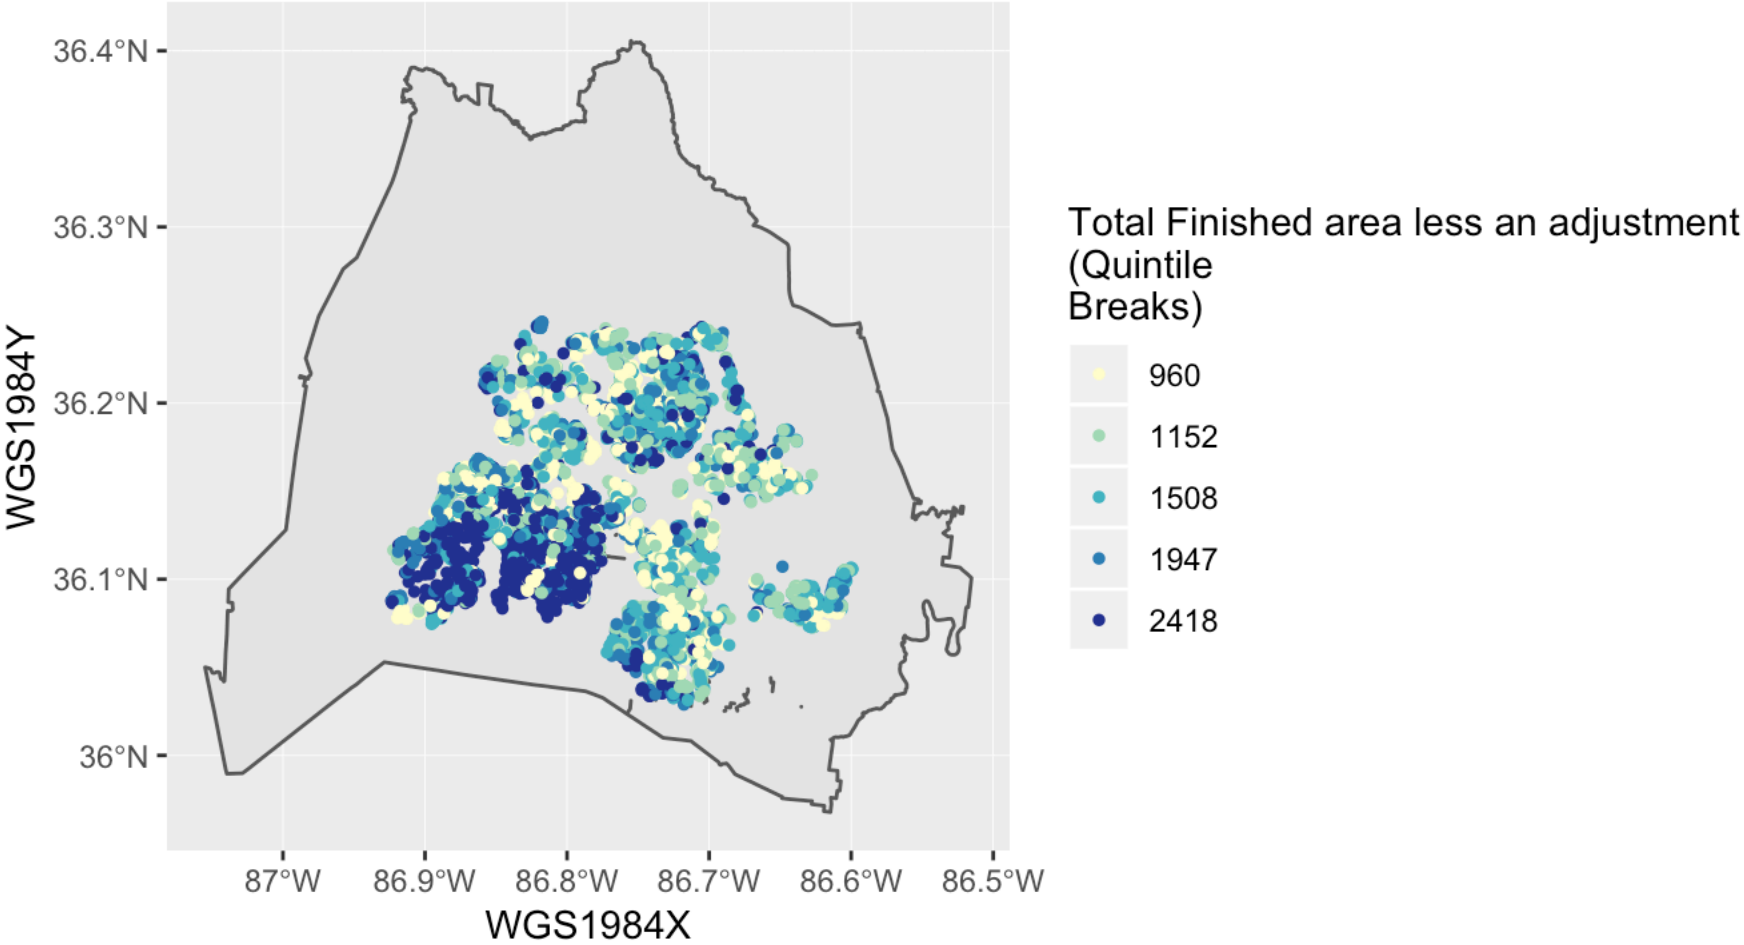 36.4°N
36.3°N
36.2°N
36.1°N
36°N
WGS1984Y
87°W 86.9°W 86.8°W 86.7°W 86.6°W 86.5°W
WGS1984X
Total Finished area less an adjustment
(Quintile
Breaks)
960
1152
1508
1947
2418